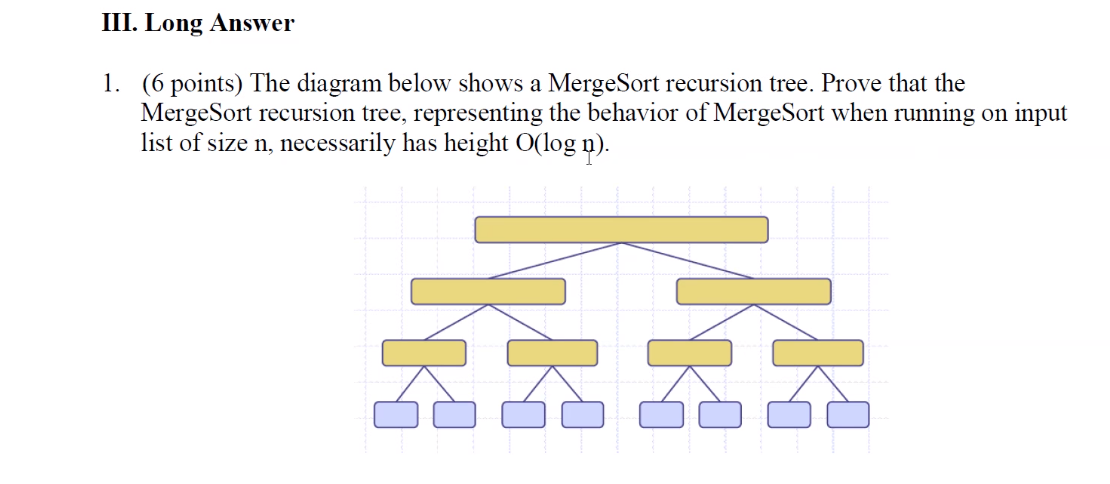 III. Long Answer
1. (6 points) The diagram below shows a MergeSort recursion tree. Prove that the
MergeSort recursion tree, representing the behavior of MergeSort when running on input
list of size n, necessarily has height O(log n).